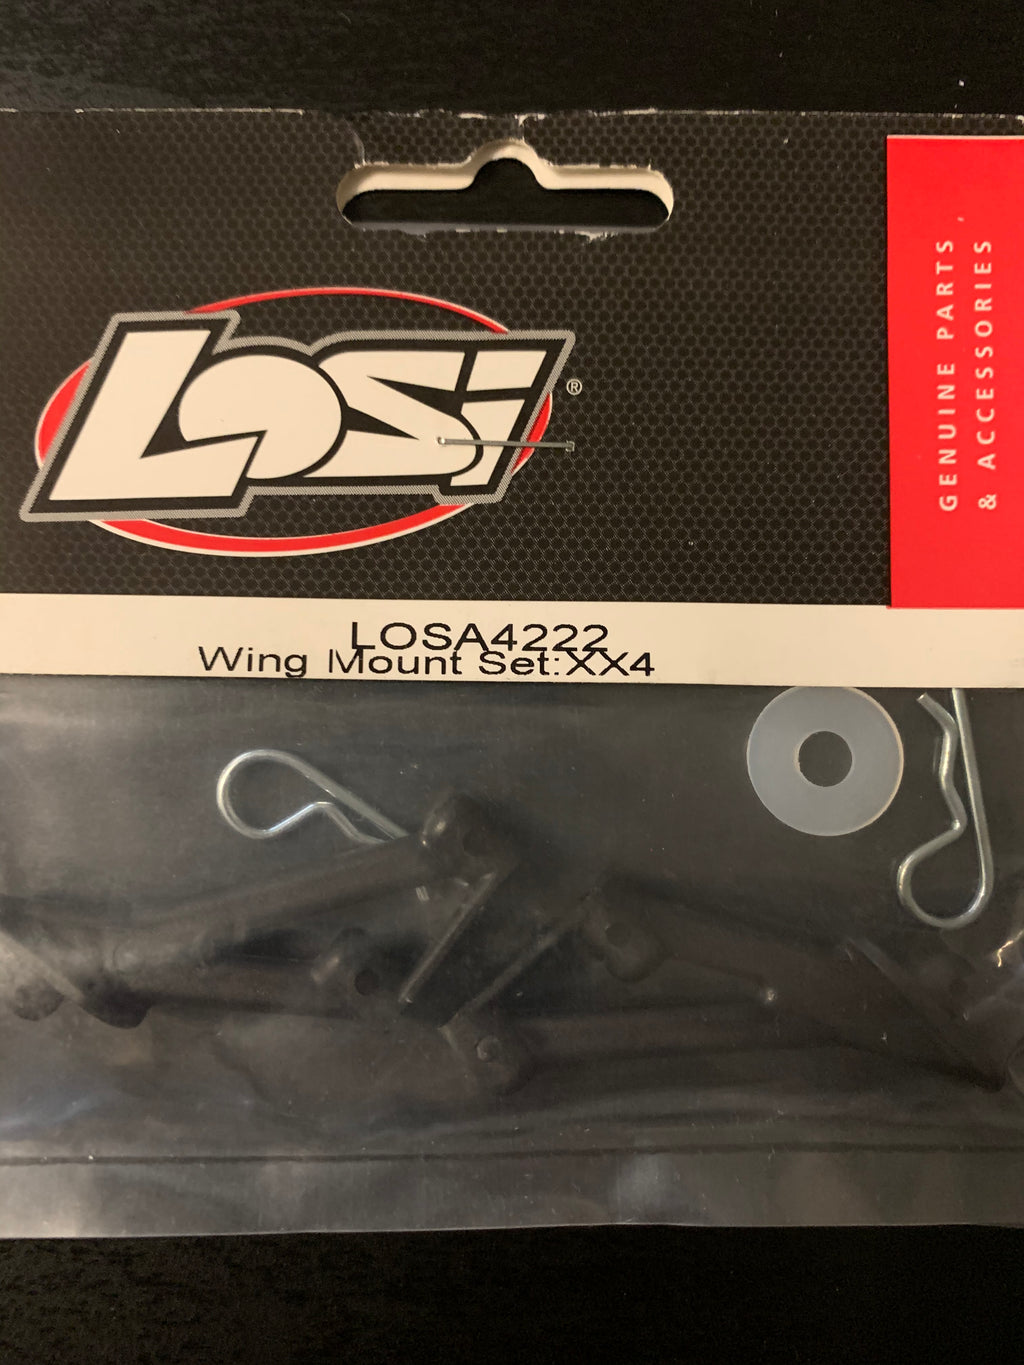 LOSi
®
GENUINE PARTS
& ACCESSORIES
LOSA4222
Wing Mount Set:XX4